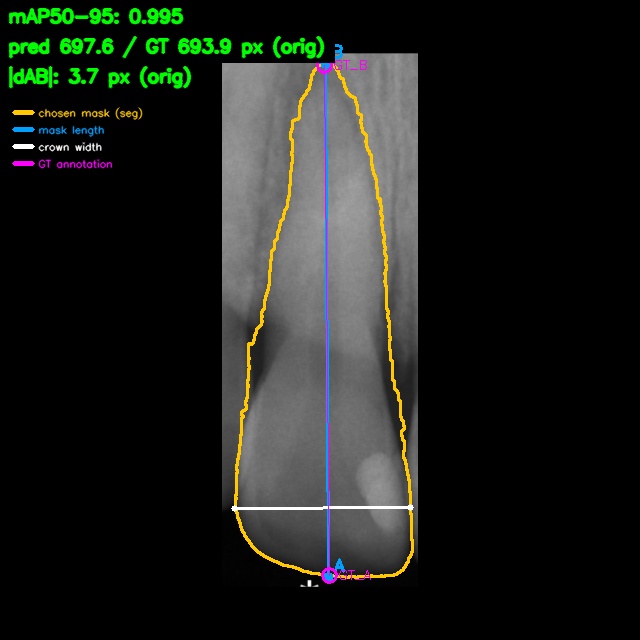 mAP50-95: 0.995
pred 697.6 / GT 693.9 px (orig)
|dAB|: 3.7 px (orig)
chosen mask (seg)
mask length
crown width
GT annotation
B
GT_B
A
GT_A